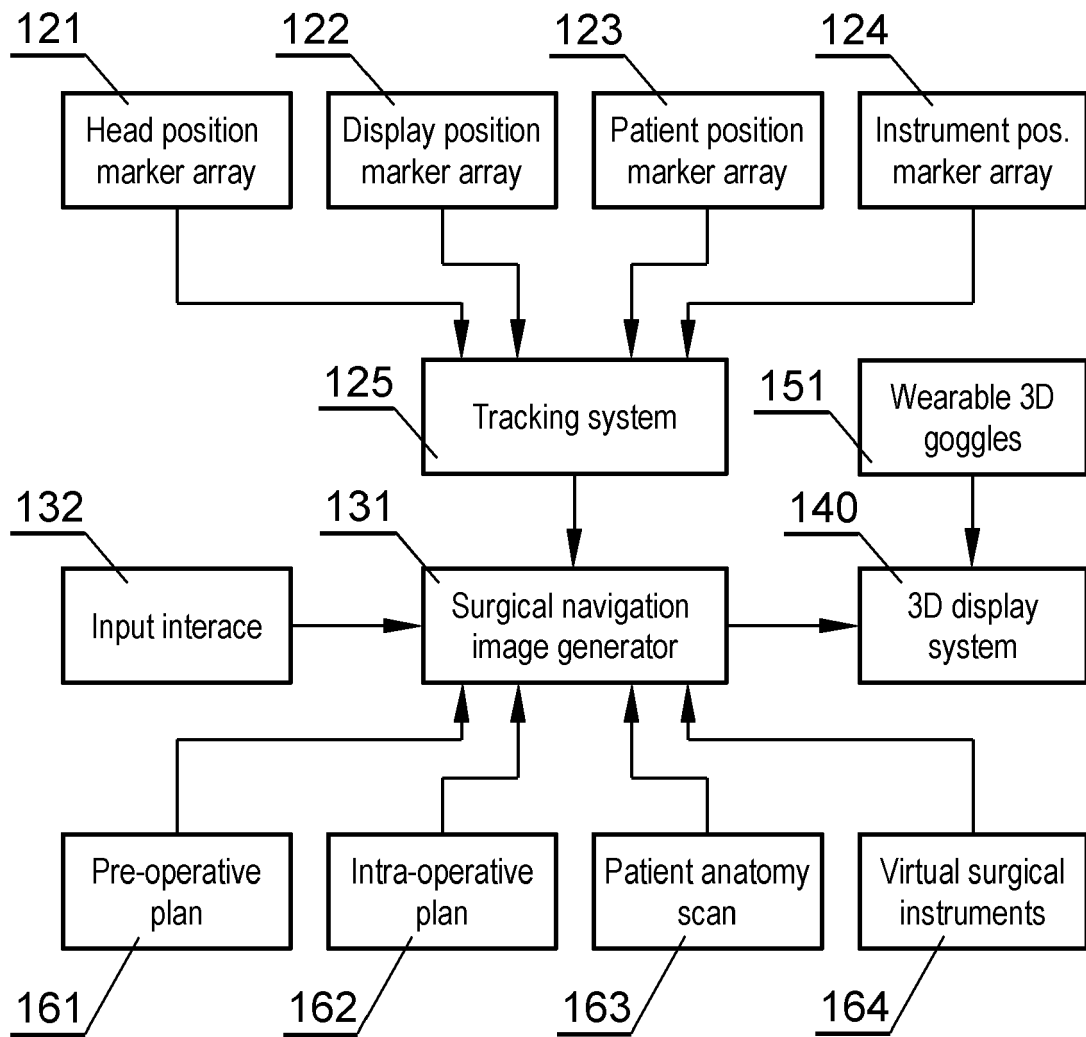 121
122
123
124
Head position
marker array
Display position
marker array
Patient position
marker array
Instrument pos.
marker array
125
Tracking system
151
Wearable 3D
goggles
132
Input interace
131
Surgical navigation
image generator
140
3D display
system
Pre-operative
plan
Intra-operative
plan
Patient anatomy
scan
Virtual surgical
instruments
161
162
163
164